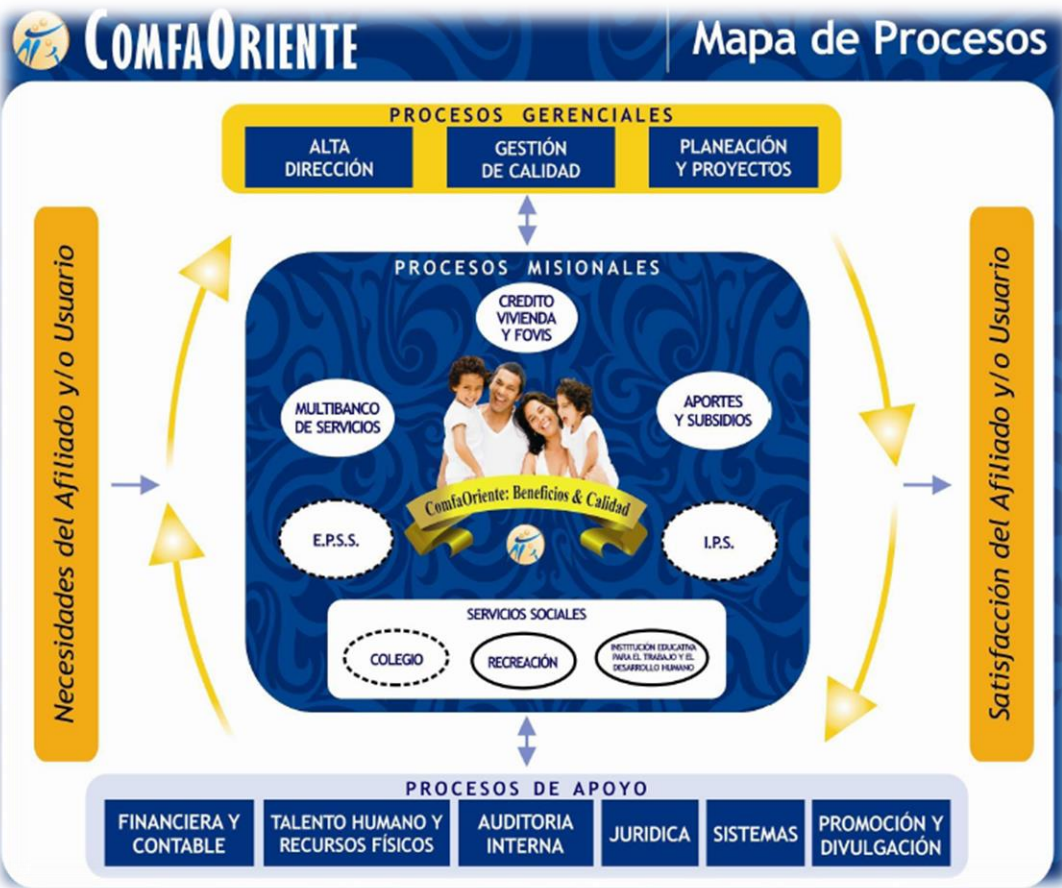 COMFAORIENTE
Mapa de Procesos
PROCESOS GERENCIALES
ALTA
DIRECCIÓN
GESTIÓN
DE CALIDAD
PLANEACIÓN
Y PROYECTOS
Necesidades del Afiliado y/o Usuario
PROCESOS MISIONALES
CREDITO
VIVIENDA
Y FOVIS
MULTIBANCO
DE SERVICIOS
APORTES
Y SUBSIDIOS
ComfaOriente: Beneficios & Calidad
E.P.S.S.
I.P.S.
SERVICIOS SOCIALES
COLEGIO
RECREACIÓN
INSTITUCIÓN EDUCATIVA
PARA EL TRABAJO Y EL
DESARROLLO HUMANO
Satisfacción del Afiliado y/o Usuario
PROCESOS DE APOYO
FINANCIERA Y
CONTABLE
TALENTO HUMANO Y
RECURSOS FÍSICOS
AUDITORIA
INTERNA
JURIDICA
SISTEMAS
PROMOCIÓN Y
DIVULGACIÓN